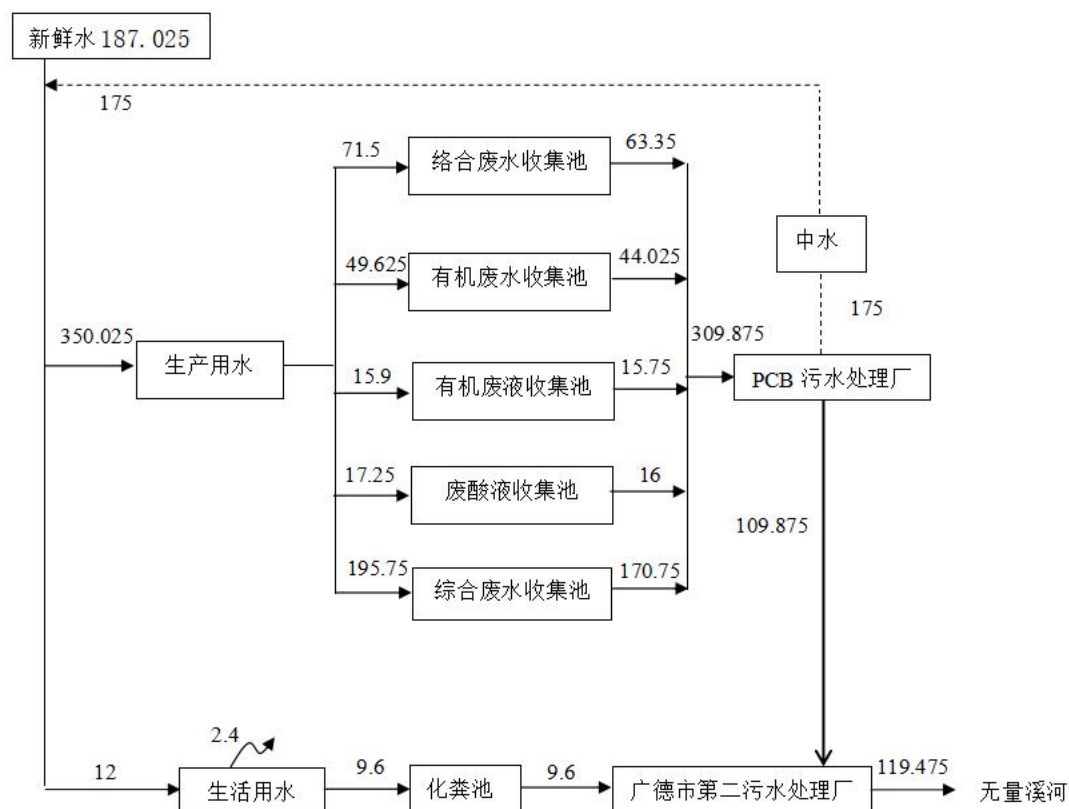 新鲜水 187.025
175
71.5
络合废水收集池
63.35
中水
49.625
有机废水收集池
44.025
175
350.025
生产用水
309.875
15.9
有机废液收集池
15.75
PCB 污水处理厂
17.25
废酸液收集池
16
109.875
195.75
综合废水收集池
170.75
2.4
12
生活用水
9.6
化粪池
9.6
广德市第二污水处理厂
119.475
无量溪河